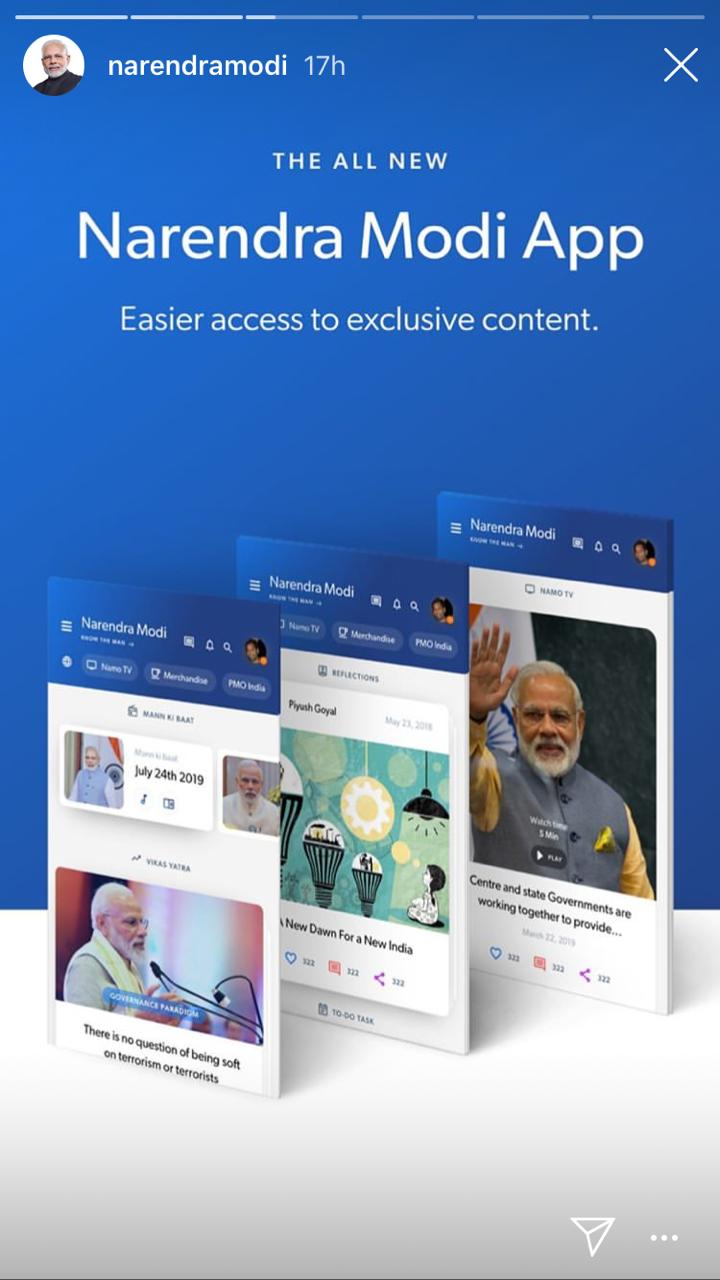 narendramodi 17h
THE ALL NEW
Narendra Modi App
Easier access to exclusive content.
Narendra Modi
KNOW THE MAN →
NAMO TV
Watch time
5 Min
PLAY
Centre and state Governments are
working together to provide...
March 22, 2019
322 322 322
Narendra Modi
KNOW THE MAN →
Namo TV Merchandise PMO India
REFLECTIONS
Piyush Goyal May 23, 2018
A New Dawn For a New India
322 322 322
TO-DO TASK
Narendra Modi
KNOW THE MAN →
Namo TV Merchandise PMO India
MANN KI BAAT
Mann ki Baat
July 24th 2019
VIKAS YATRA
GOVERNANCE PARADIGM
There is no question of being soft
on terrorism or terrorists